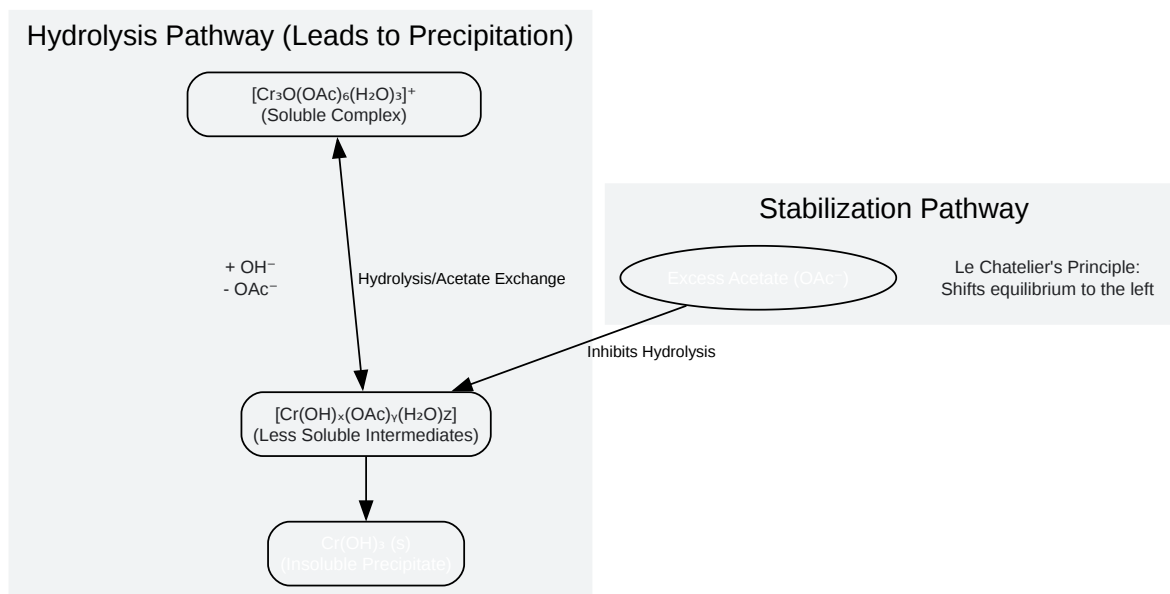 Hydrolysis Pathway (Leads to Precipitation)
[Cr₃O(OAc)₆(H₂O)₃]⁺
(Soluble Complex)
+ OH⁻
- OAc⁻
Hydrolysis/Acetate Exchange
[Cr(OH)ₓ(OAc)ᵧ(H₂O)z]
(Less Soluble Intermediates)
Cr(OH)₃ (s)
(Insoluble Precipitate)
Stabilization Pathway
Excess Acetate (OAc⁻)
Le Chatelier's Principle:
Shifts equilibrium to the left
Inhibits Hydrolysis